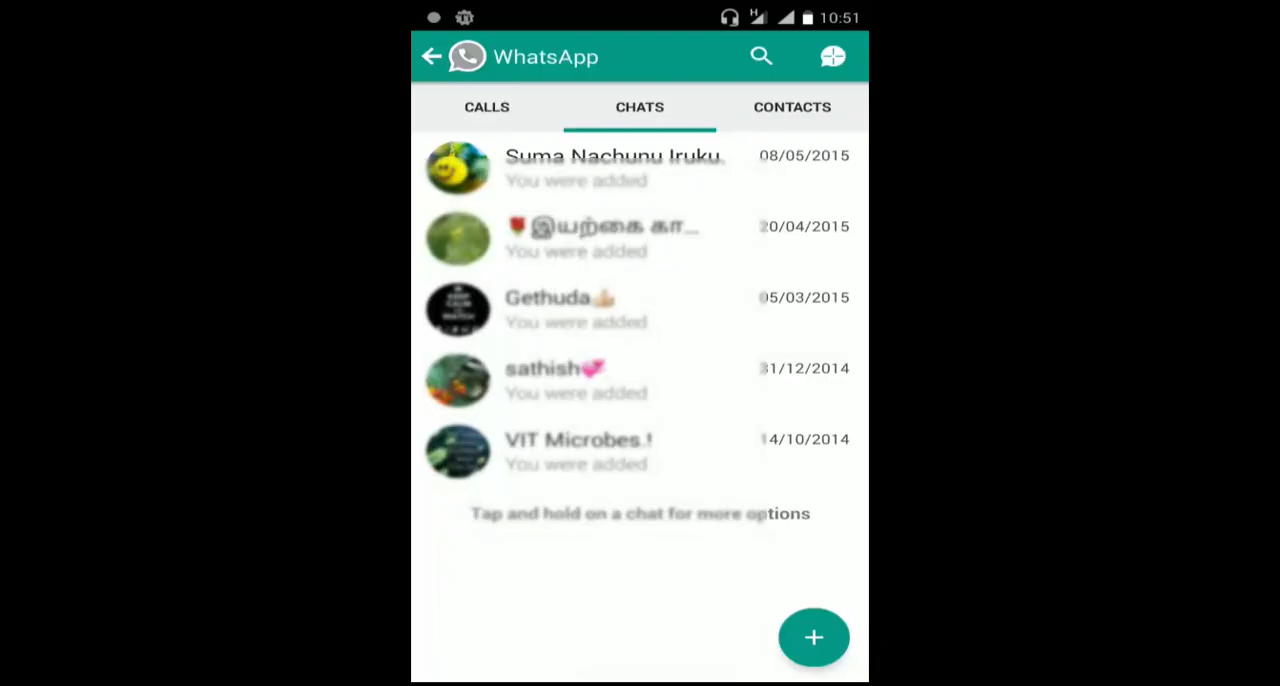 H
10:51
WhatsApp
CALLS
CHATS
CONTACTS
Suma Nachunu Iruku.
08/05/2015
You were added
🌹இயற்கை கா...
20/04/2015
You were added
Gethuda
05/03/2015
You were added
sathish💞
31/12/2014
You were added
VIT Microbes.!
14/10/2014
You were added
Tap and hold on a chat for more options